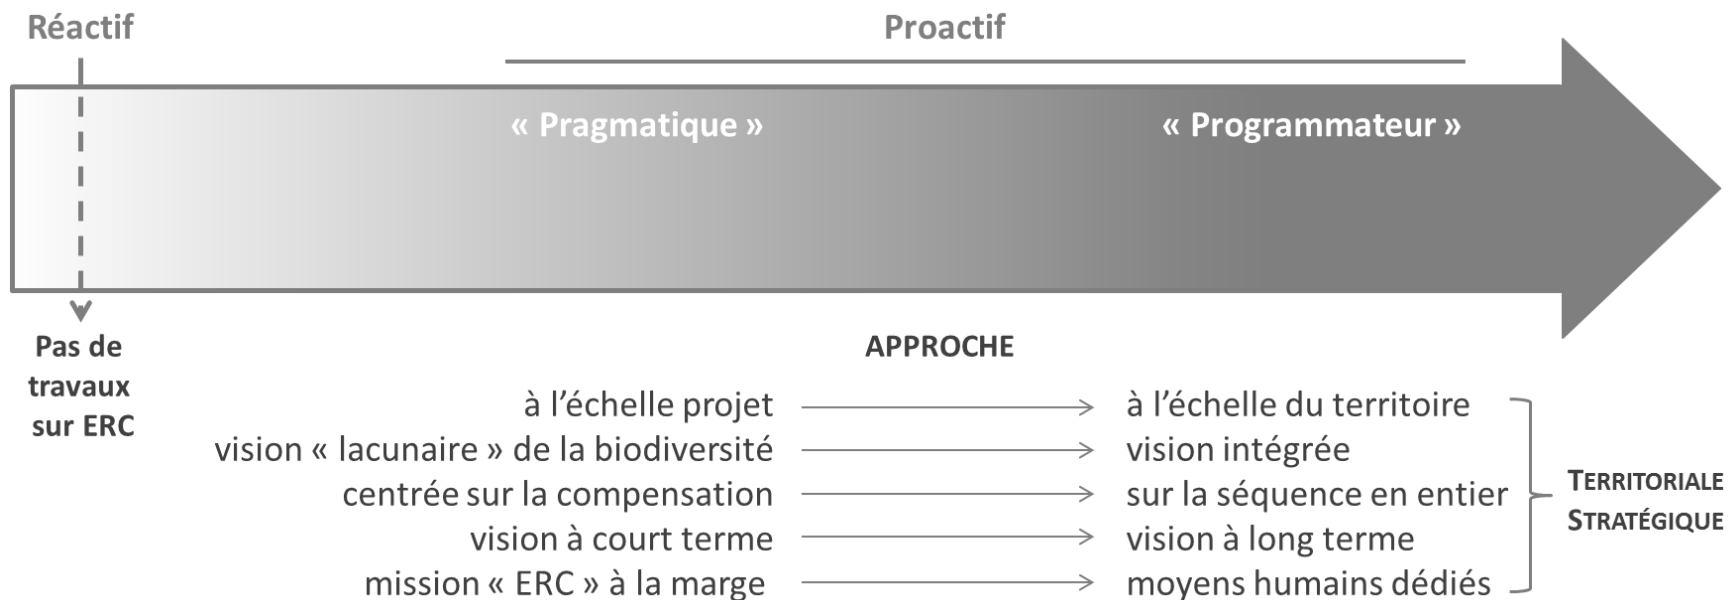 Réactif
Proactif
« Pragmatique »
« Programmateur »
Pas de
travaux
sur ERC
APPROCHE
à l’échelle projet
à l’échelle du territoire
vision « lacunaire » de la biodiversité
vision intégrée
centrée sur la compensation
sur la séquence en entier
vision à court terme
vision à long terme
mission « ERC » à la marge
moyens humains dédiés
TERRITORIALE
STRATÉGIQUE